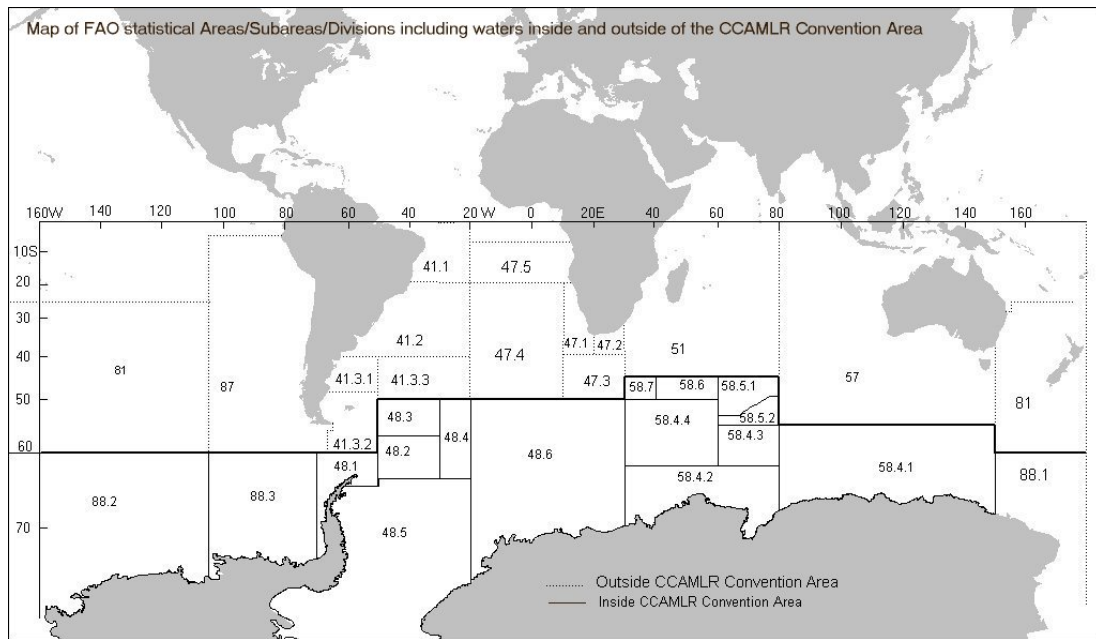 Map of FAO statistical Areas/Subareas/Divisions including waters inside and outside of the CCAMLR Convention Area
160W 140 120 100 80 60 40 20 W 0 20E 40 60 80 100 120 140 160
10S
20
30
40
50
60
70
41.1 47.5
41.2 47.1 47.2 51
81 87 41.3.1 41.3.3 47.4 47.3 57 81
58.7 58.6 58.5.1
48.3 58.4.4 58.5.2
41.3.2 48.2 48.4 48.6 58.4.3
88.2 88.3 48.1 58.4.2 58.4.1 88.1
48.5
Outside CCAMLR Convention Area
Inside CCAMLR Convention Area